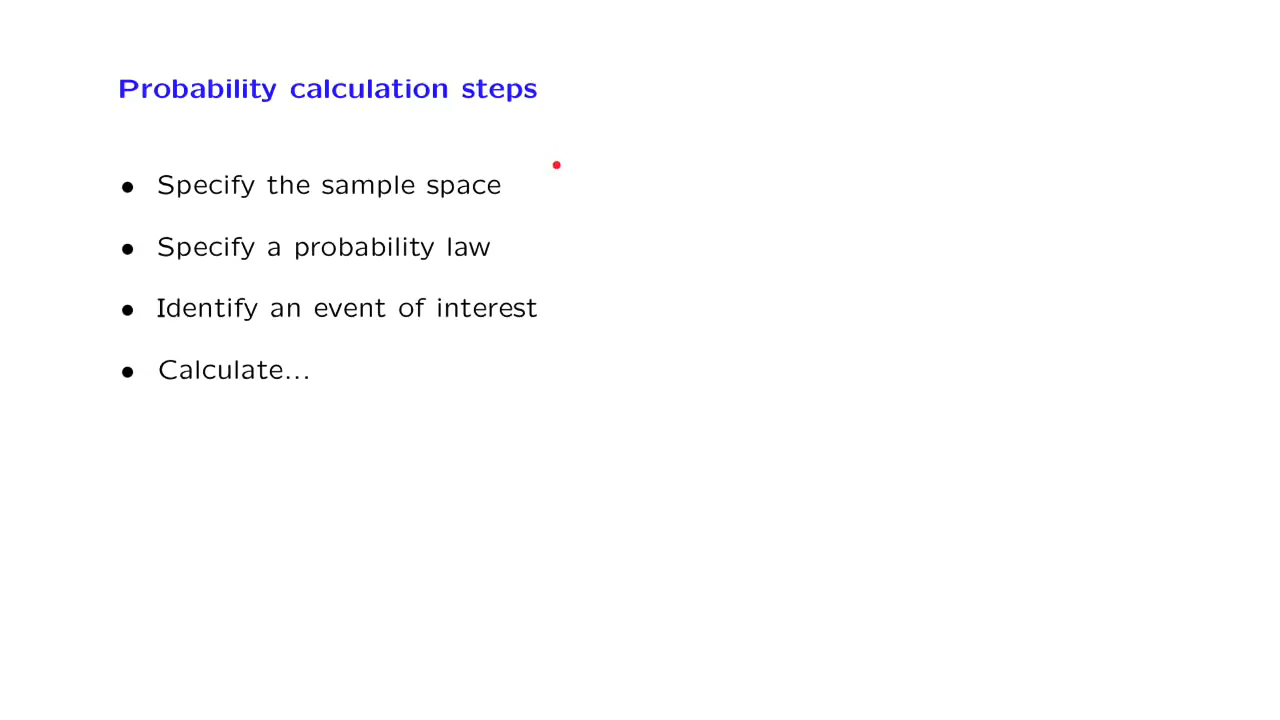 Probability calculation steps
• Specify the sample space
• Specify a probability law
• Identify an event of interest
• Calculate...